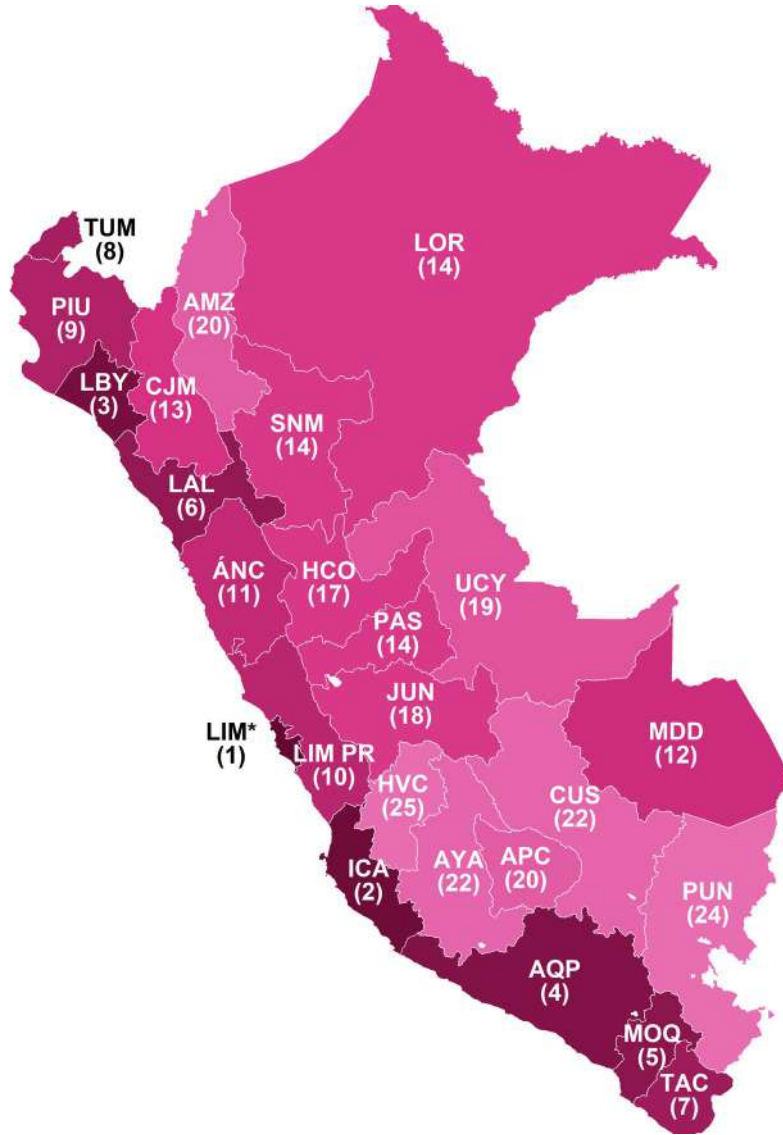 TUM
(8)
LOR
(14)
PIU
(9)
AMZ
(20)
LBY
(3)
CJM
(13)
SNM
(14)
LAL
(6)
ÁNC
(11)
HCO
(17)
UCY
(19)
PAS
(14)
JUN
(18)
LIM*
(1)
LIM PR
(10)
MDD
(12)
HVC
(25)
CUS
(22)
ICA
(2)
AYA
(22)
APC
(20)
PUN
(24)
AQP
(4)
MOQ
(5)
TAC
(7)